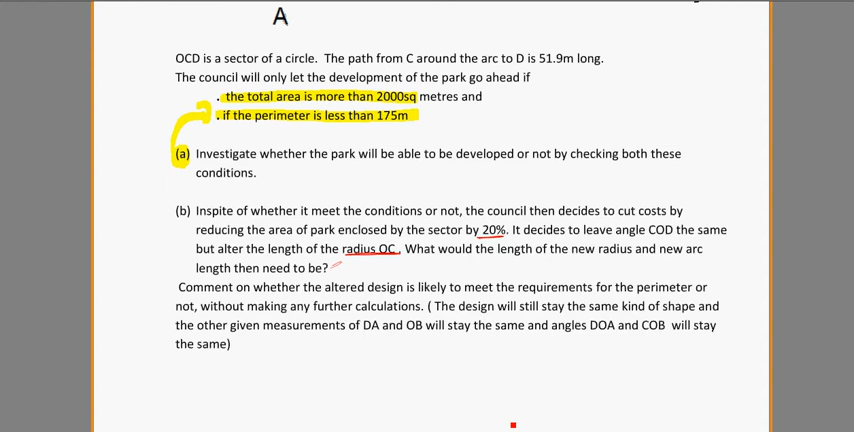 A
OCD is a sector of a circle. The path from C around the arc to D is 51.9m long.
The council will only let the development of the park go ahead if
. the total area is more than 2000sq metres and
. if the perimeter is less than 175m
(a) Investigate whether the park will be able to be developed or not by checking both these
conditions.
(b) Inspite of whether it meet the conditions or not, the council then decides to cut costs by
reducing the area of park enclosed by the sector by 20%. It decides to leave angle COD the same
but alter the length of the radius OC. What would the length of the new radius and new arc
length then need to be?
Comment on whether the altered design is likely to meet the requirements for the perimeter or
not, without making any further calculations. ( The design will still stay the same kind of shape and
the other given measurements of DA and OB will stay the same and angles DOA and COB will stay
the same)